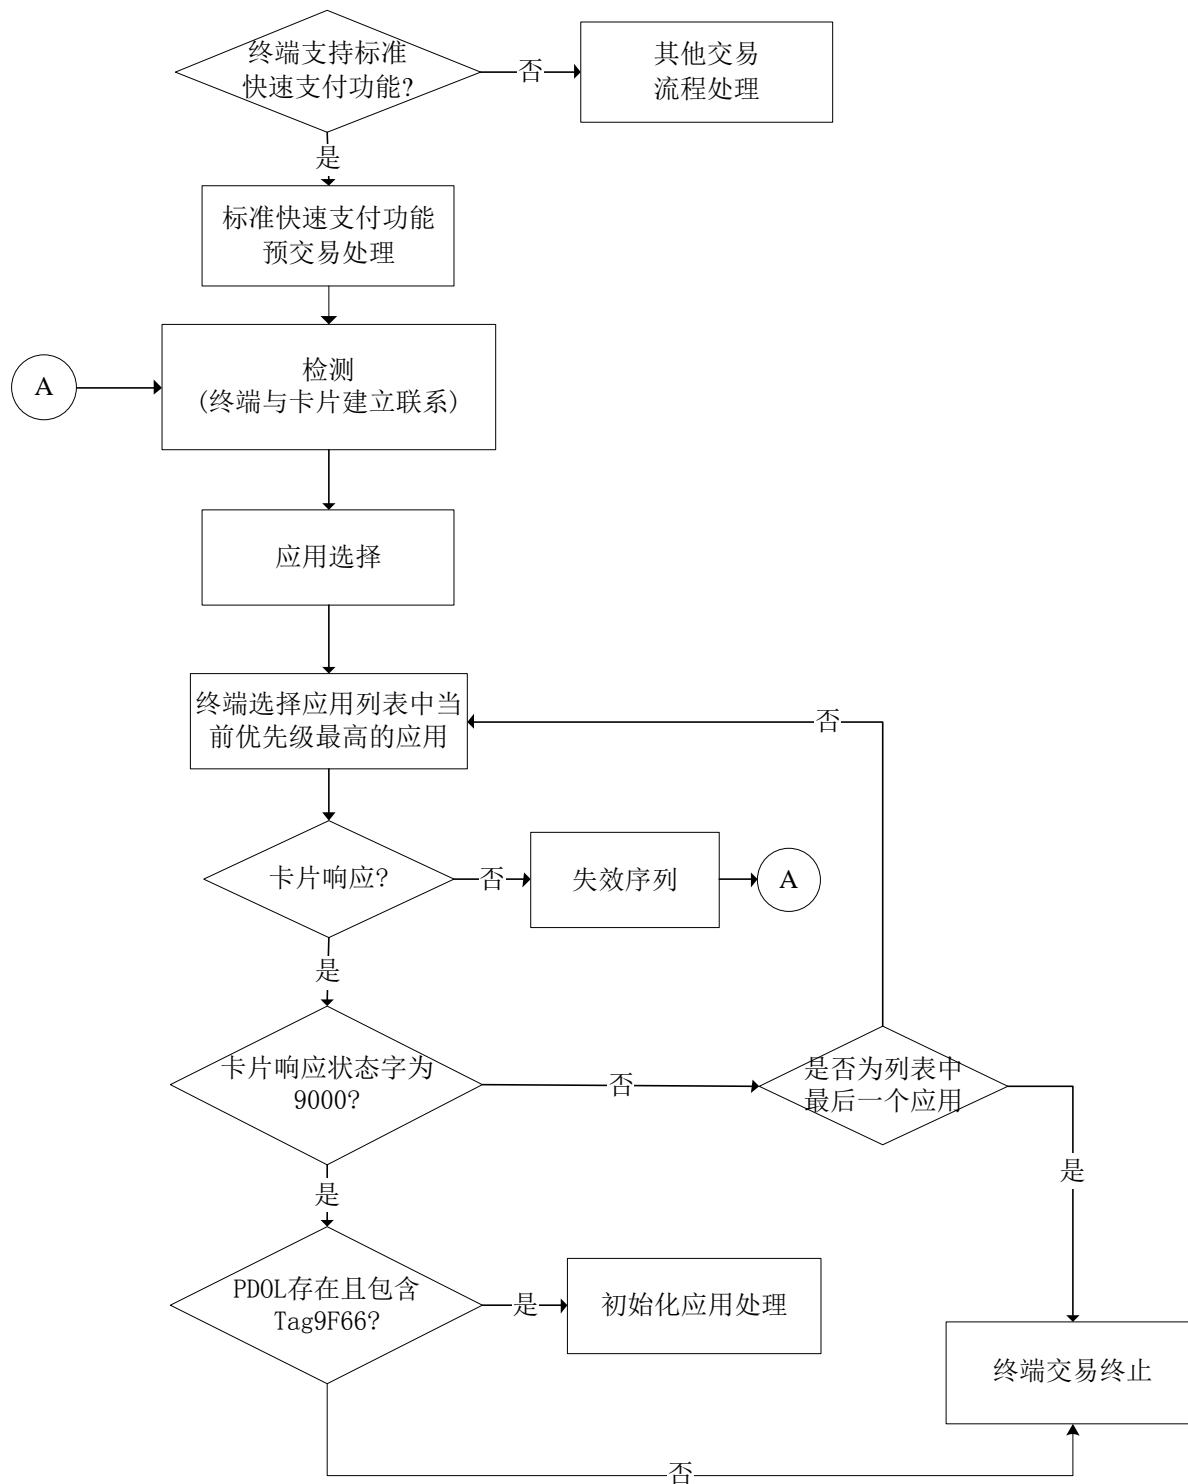 终端支持标准
快速支付功能?
否
其他交易
流程处理
是
标准快速支付功能
预交易处理
A
检测
(终端与卡片建立联系)
应用选择
终端选择应用列表中当
前优先级最高的应用
否
卡片响应?
否
失效序列
A
是
卡片响应状态字为
9000?
否
是否为列表中
最后一个应用
是
是
PDOL存在且包含
Tag9F66?
是
初始化应用处理
终端交易终止
否